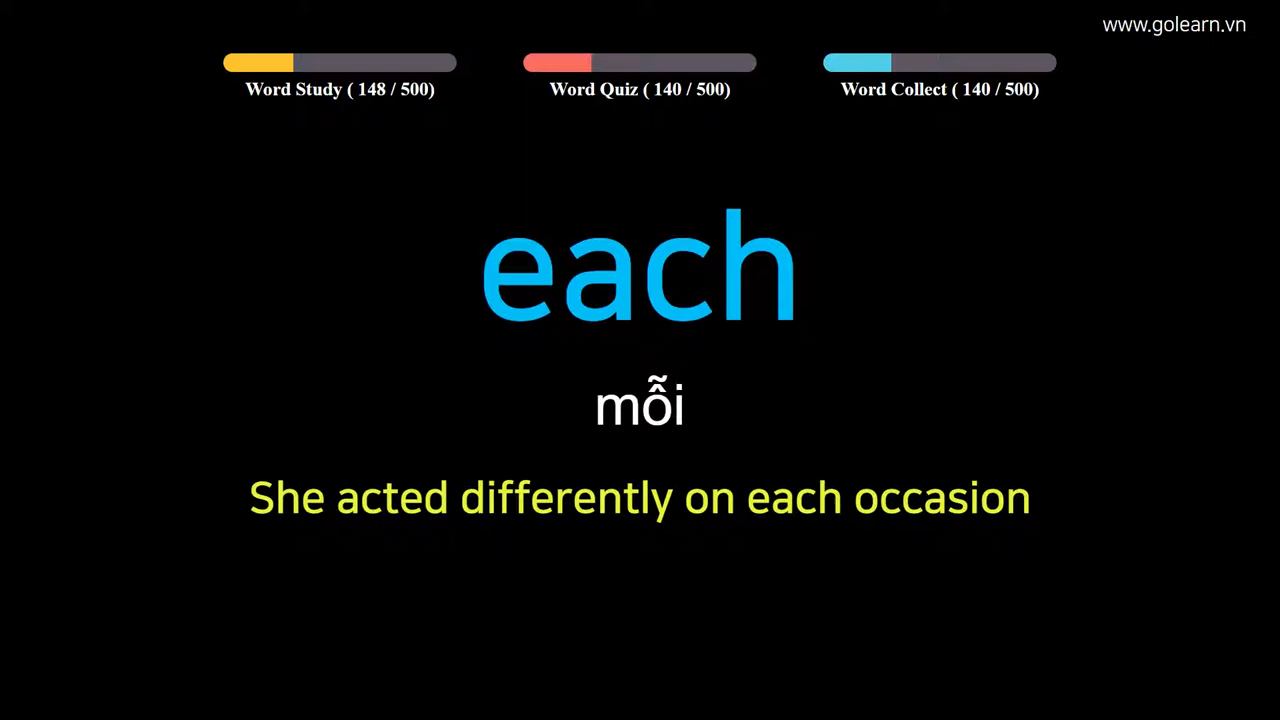 www.golearn.vn
Word Study ( 148 / 500)
Word Quiz ( 140 / 500)
Word Collect ( 140 / 500)
each
mỗi
She acted differently on each occasion